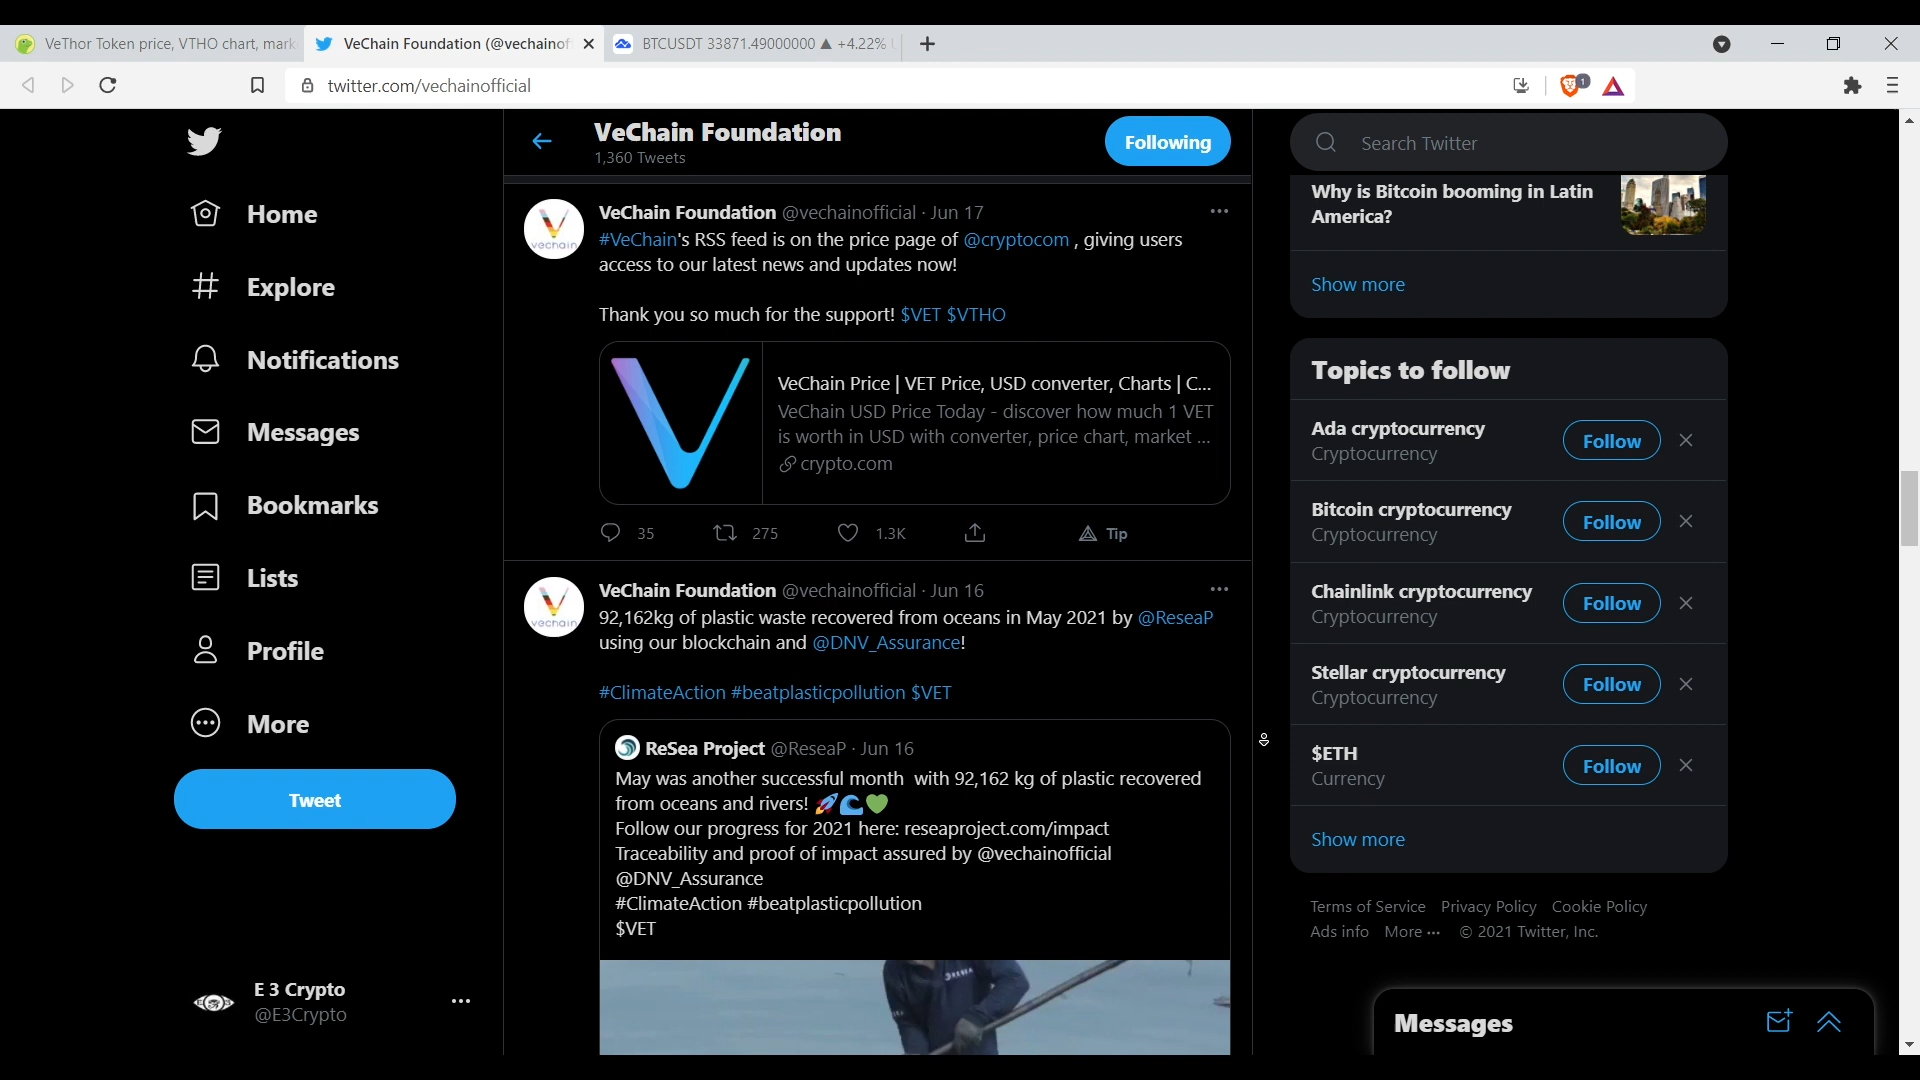 VeThor Token price, VTHO chart, mark
VeChain Foundation (@vechainof
BTCUSDT 33871.49000000 ▲ +4.22%
twitter.com/vechainofficial
1
VeChain Foundation
1,360 Tweets
Following
Search Twitter
Home
Explore
Notifications
Messages
Bookmarks
Lists
Profile
More
Tweet
E 3 Crypto
@E3Crypto
VeChain Foundation @vechainofficial · Jun 17
#VeChain's RSS feed is on the price page of @cryptocom , giving users
access to our latest news and updates now!
Thank you so much for the support! $VET $VTHO
VeChain Price | VET Price, USD converter, Charts | C...
VeChain USD Price Today - discover how much 1 VET
is worth in USD with converter, price chart, market ...
crypto.com
35 275 1.3K Tip
vechain
VeChain Foundation @vechainofficial · Jun 16
92,162kg of plastic waste recovered from oceans in May 2021 by @ReseaP
using our blockchain and @DNV_Assurance!
#ClimateAction #beatplasticpollution $VET
vechain
ReSea Project @ReseaP · Jun 16
May was another successful month with 92,162 kg of plastic recovered
from oceans and rivers! 🚀🌊💚
Follow our progress for 2021 here: reseaproject.com/impact
Traceability and proof of impact assured by @vechainofficial
@DNV_Assurance
#ClimateAction #beatplasticpollution
$VET
Why is Bitcoin booming in Latin
America?
Show more
Topics to follow
Ada cryptocurrency
Cryptocurrency
Follow
Bitcoin cryptocurrency
Cryptocurrency
Follow
Chainlink cryptocurrency
Cryptocurrency
Follow
Stellar cryptocurrency
Cryptocurrency
Follow
$ETH
Currency
Follow
Show more
Terms of Service Privacy Policy Cookie Policy
Ads info More ··· © 2021 Twitter, Inc.
Messages